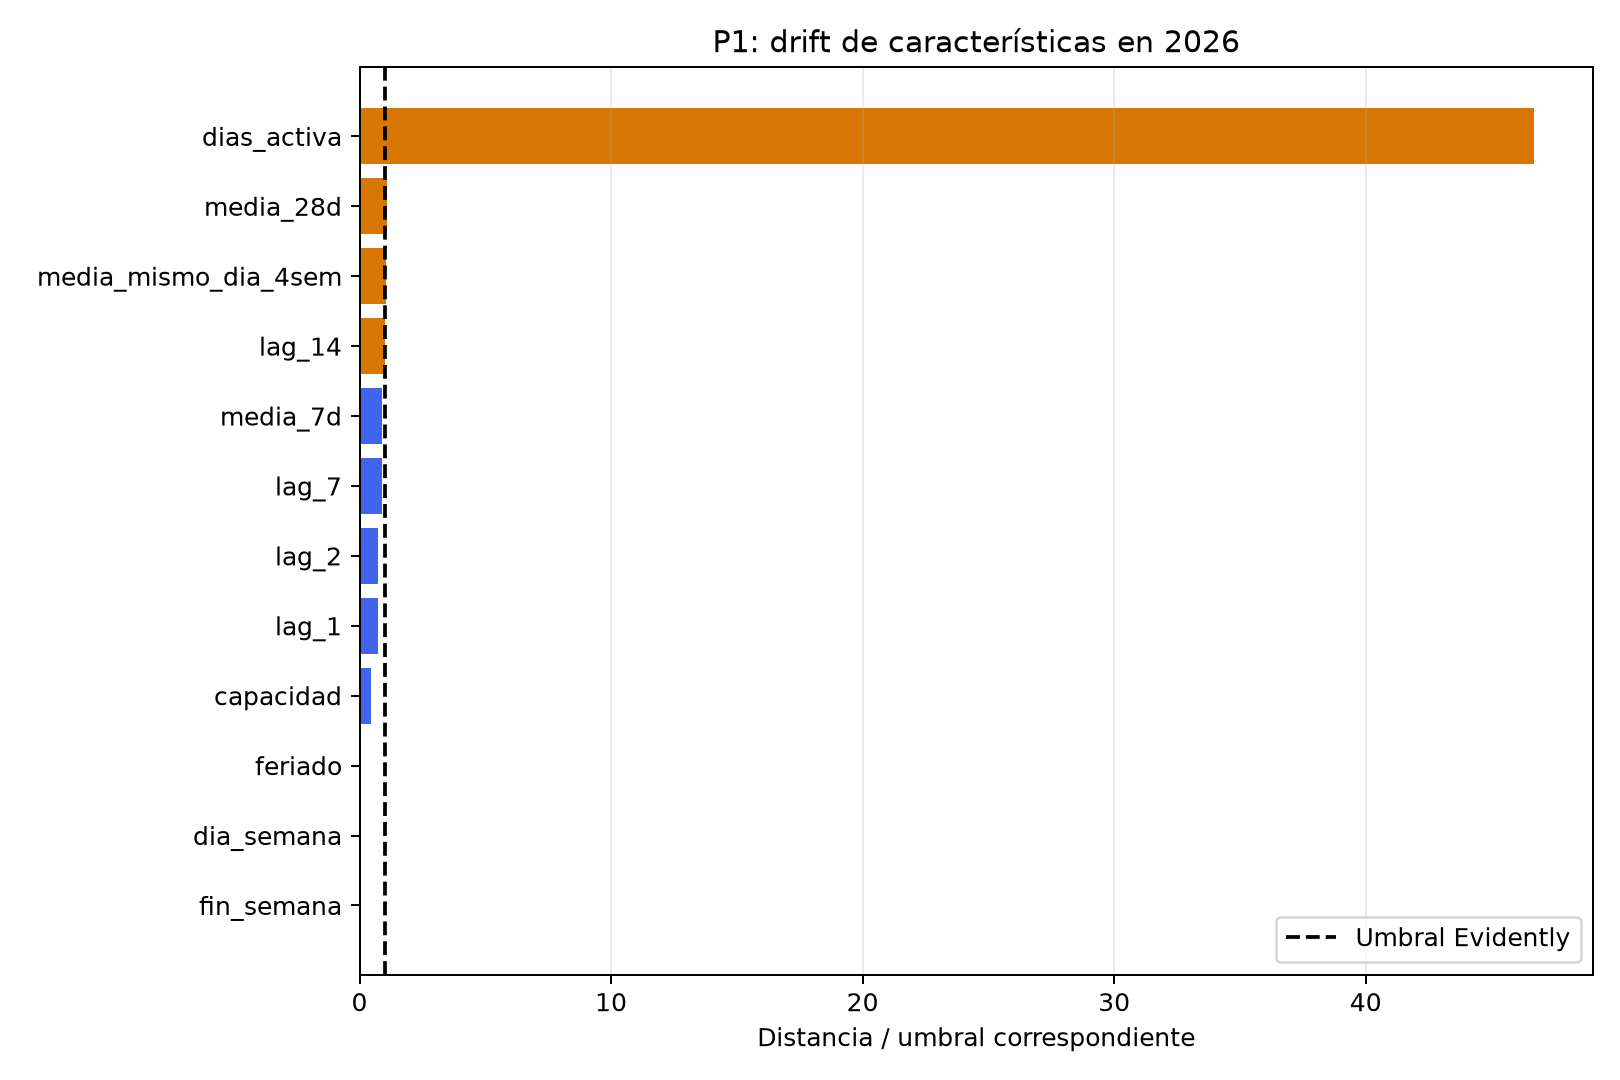 P1: drift de características en 2026
dias_activa
media_28d
media_mismo_dia_4sem
lag_14
media_7d
lag_7
lag_2
lag_1
capacidad
feriado
dia_semana
fin_semana
Umbral Evidently
0 10 20 30 40
Distancia / umbral correspondiente